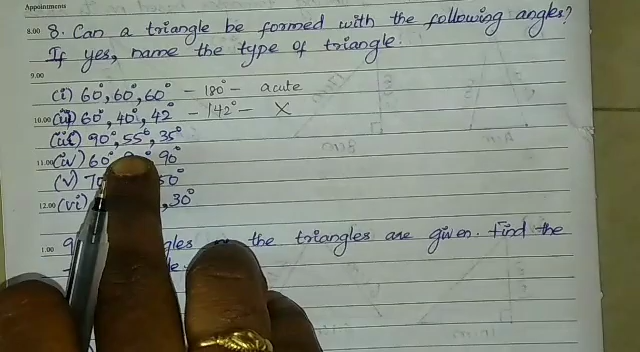 Appointments
8.00 8. Can a triangle be formed with the following angles?
If yes, name the type of triangle.
9.00
(i) 60°, 60°, 60° - 180° - acute
10.00 (ii) 60°, 40°, 42° - 142° - X
(iii) 90°, 55°, 35°
11.00 (iv) 60° 90°
(v)
12.00 (vi) , 30°
1.00 the triangles are given. Find the